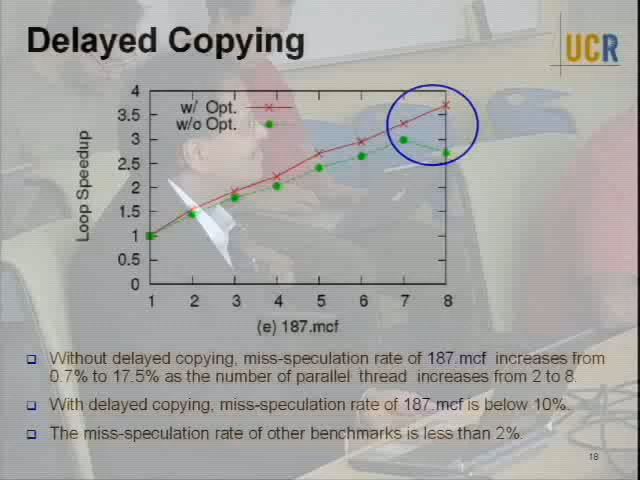 Delayed Copying
UCR
w/ Opt.
w/o Opt.
Loop Speedup
4
3.5
3
2.5
2
1.5
1
0.5
0
1 2 3 4 5 6 7 8
(e) 187.mcf
Without delayed copying, miss-speculation rate of 187.mcf increases from
0.7% to 17.5% as the number of parallel thread increases from 2 to 8.
With delayed copying, miss-speculation rate of 187.mcf is below 10%.
The miss-speculation rate of other benchmarks is less than 2%.
18